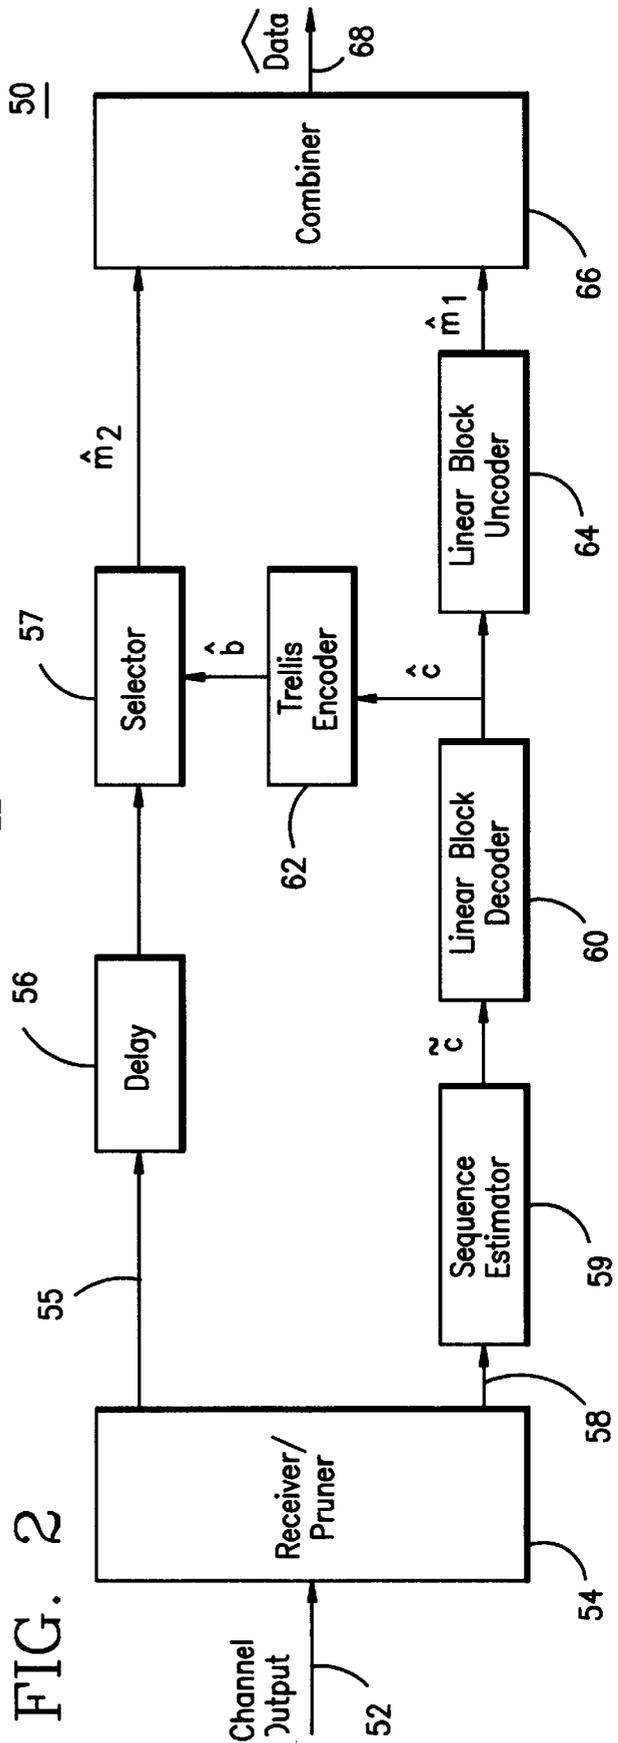 FIG. 2
50
Channel
Output
52
Receiver/
Pruner
54
55
Delay
56
Selector
57
m̂2
58
Sequence
Estimator
59
c̃
Linear Block
Decoder
60
ĉ
Trellis
Encoder
62
b̂
Linear Block
Uncoder
64
m̂1
Combiner
66
Data
68